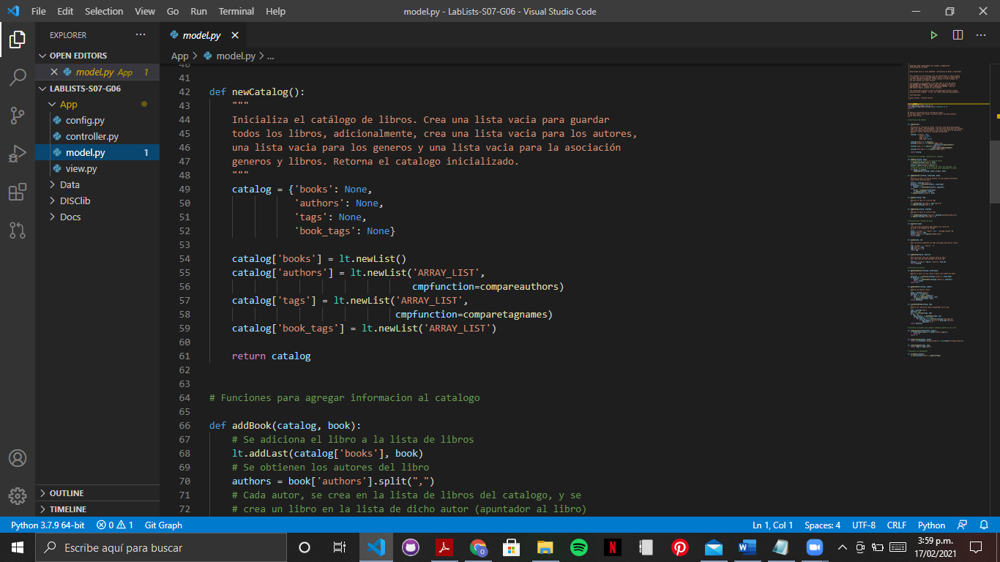 File Edit Selection View Go Run Terminal Help
model.py - LabLists-S07-G06 - Visual Studio Code
EXPLORER
OPEN EDITORS
model.py App 1
LABLISTS-S07-G06
App
config.py
controller.py
model.py 1
view.py
Data
DISClib
Docs
OUTLINE
TIMELINE
model.py
App > model.py > ...
40
41
42 def newCatalog():
43 """
44 Inicializa el catálogo de libros. Crea una lista vacia para guardar
45 todos los libros, adicionalmente, crea una lista vacia para los autores,
46 una lista vacia para los generos y una lista vacia para la asociación
47 generos y libros. Retorna el catalogo inicializado.
48 """
49 catalog = {'books': None,
50 'authors': None,
51 'tags': None,
52 'book_tags': None}
53
54 catalog['books'] = lt.newList()
55 catalog['authors'] = lt.newList('ARRAY_LIST',
56 cmpfunction=compareauthors)
57 catalog['tags'] = lt.newList('ARRAY_LIST',
58 cmpfunction=comparetagnames)
59 catalog['book_tags'] = lt.newList('ARRAY_LIST')
60
61 return catalog
62
63
64 # Funciones para agregar informacion al catalogo
65
66 def addBook(catalog, book):
67 # Se adiciona el libro a la lista de libros
68 lt.addLast(catalog['books'], book)
69 # Se obtienen los autores del libro
70 authors = book['authors'].split(",")
71 # Cada autor, se crea en la lista de libros del catalogo, y se
72 # crea un libro en la lista de dicho autor (apuntador al libro)
Python 3.7.9 64-bit 0 1 Git Graph
Ln 1, Col 1 Spaces: 4 UTF-8 CRLF Python
Escribe aquí para buscar
3:59 p.m.
17/02/2021